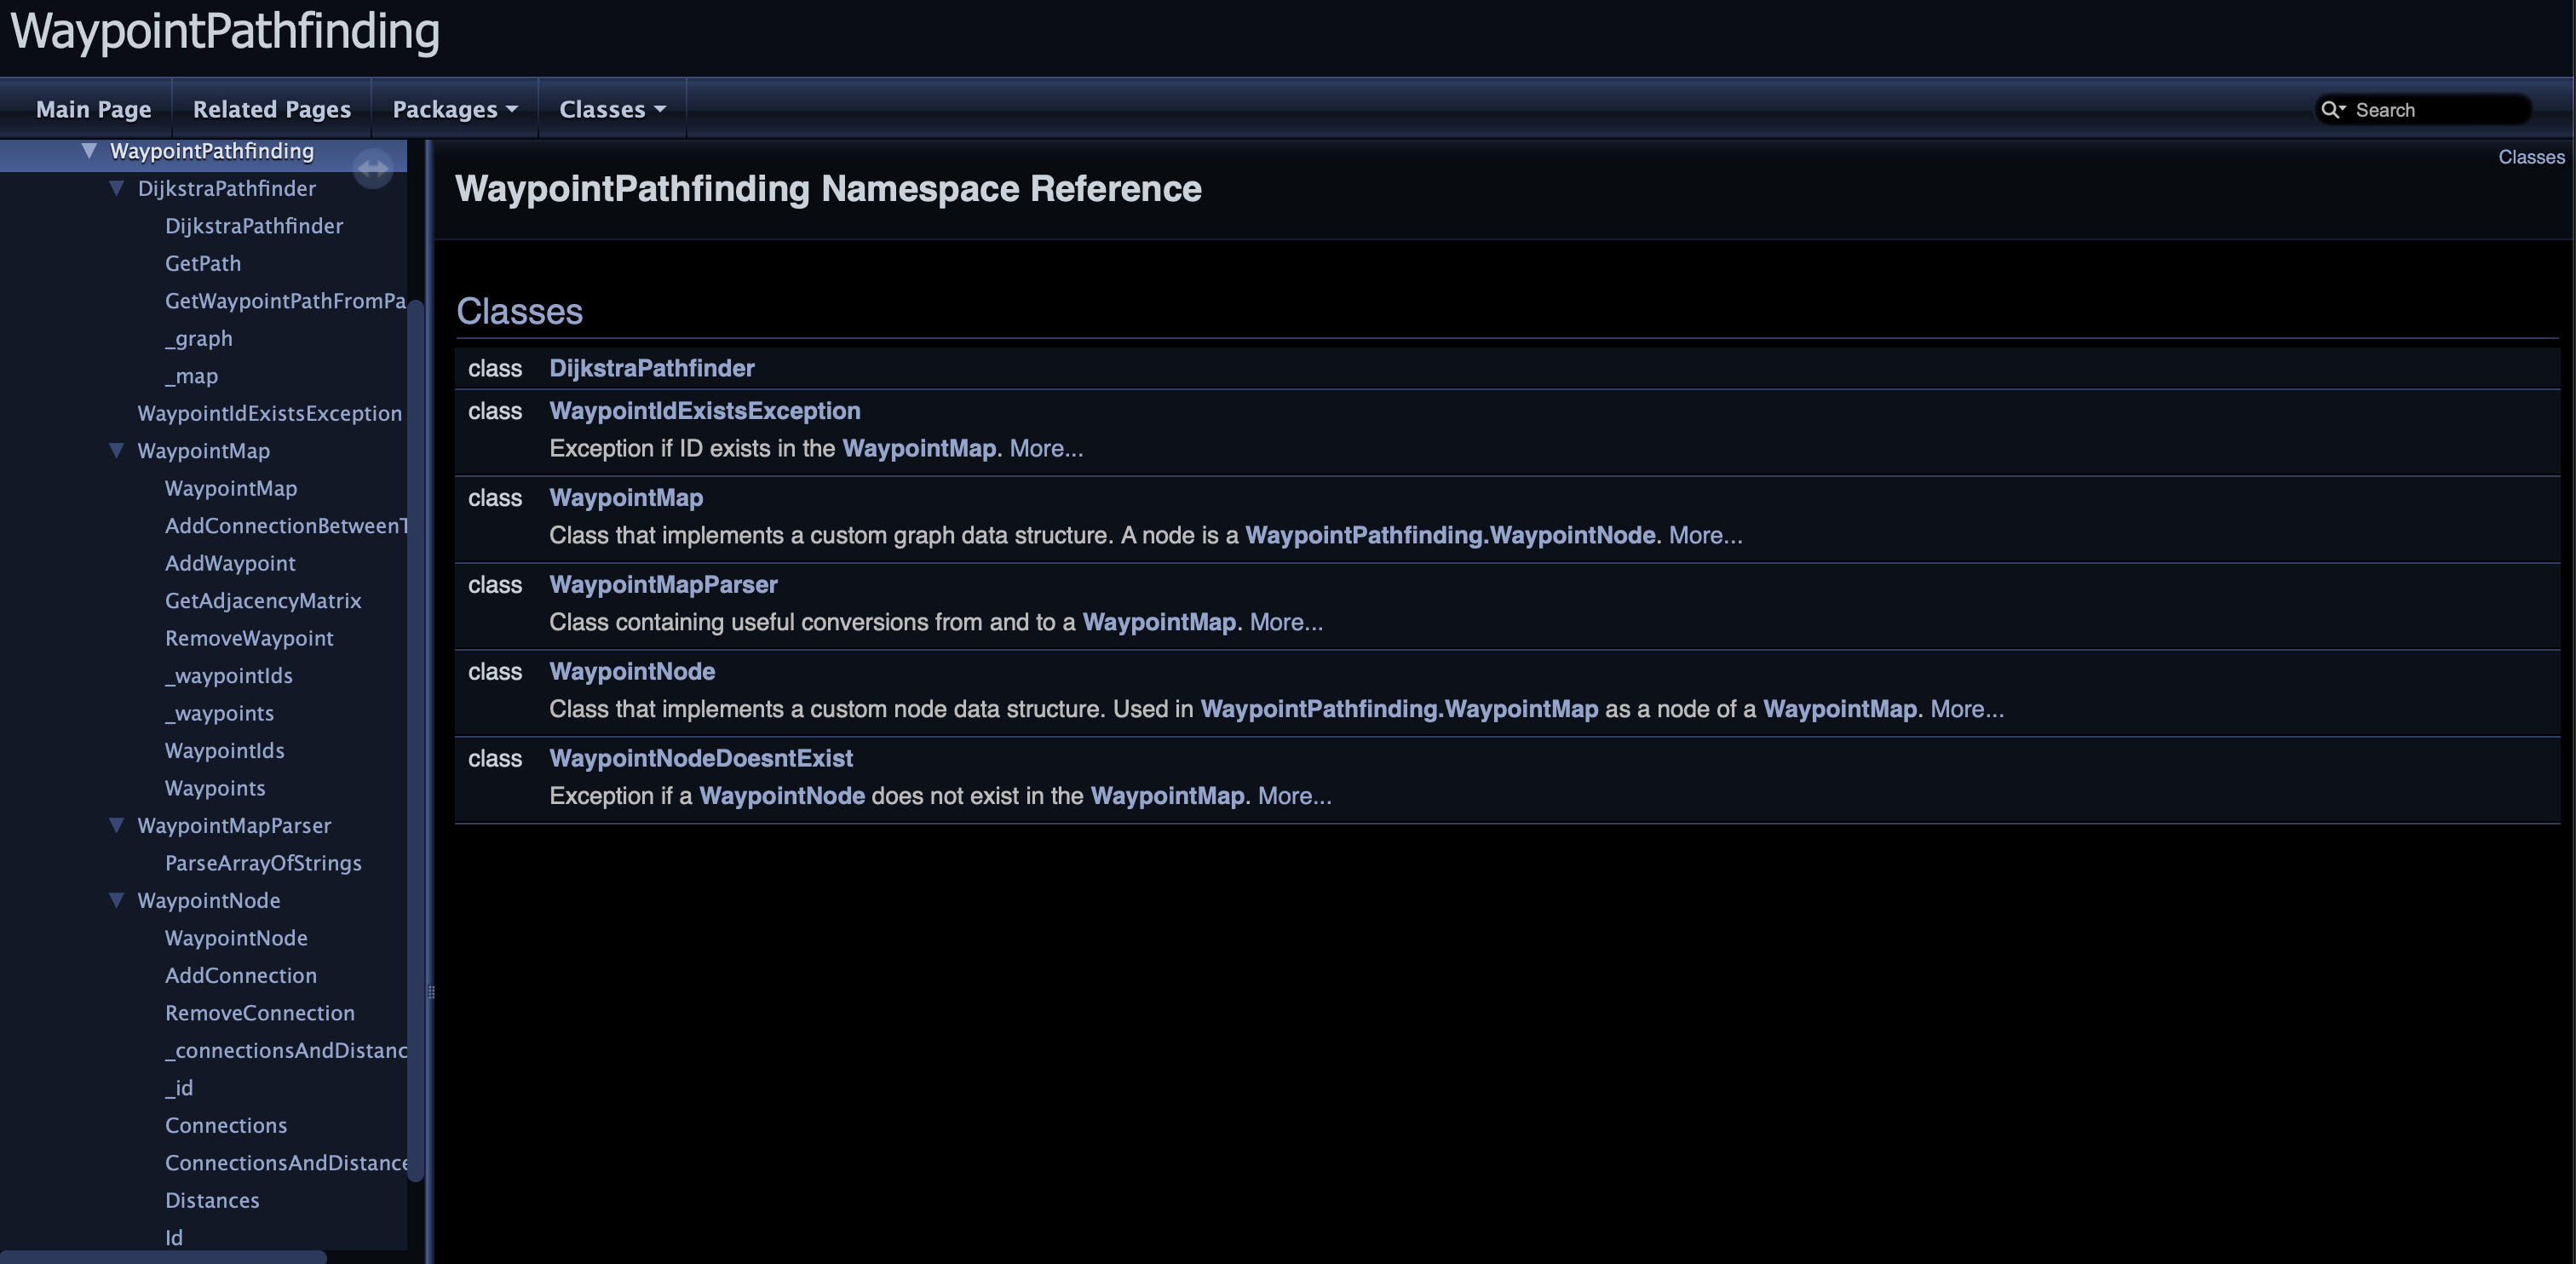 WaypointPathfinding
Main Page
Related Pages
Packages
Classes
Search
WaypointPathfinding
DijkstraPathfinder
DijkstraPathfinder
GetPath
GetWaypointPathFromPa
_graph
_map
WaypointIdExistsException
WaypointMap
WaypointMap
AddConnectionBetweenT
AddWaypoint
GetAdjacencyMatrix
RemoveWaypoint
_waypointIds
_waypoints
WaypointIds
Waypoints
WaypointMapParser
ParseArrayOfStrings
WaypointNode
WaypointNode
AddConnection
RemoveConnection
_connectionsAndDistanc
_id
Connections
ConnectionsAndDistance
Distances
Id
Classes
WaypointPathfinding Namespace Reference
Classes
class DijkstraPathfinder
class WaypointIdExistsException
Exception if ID exists in the WaypointMap. More...
class WaypointMap
Class that implements a custom graph data structure. A node is a WaypointPathfinding.WaypointNode. More...
class WaypointMapParser
Class containing useful conversions from and to a WaypointMap. More...
class WaypointNode
Class that implements a custom node data structure. Used in WaypointPathfinding.WaypointMap as a node of a WaypointMap. More...
class WaypointNodeDoesntExist
Exception if a WaypointNode does not exist in the WaypointMap. More...